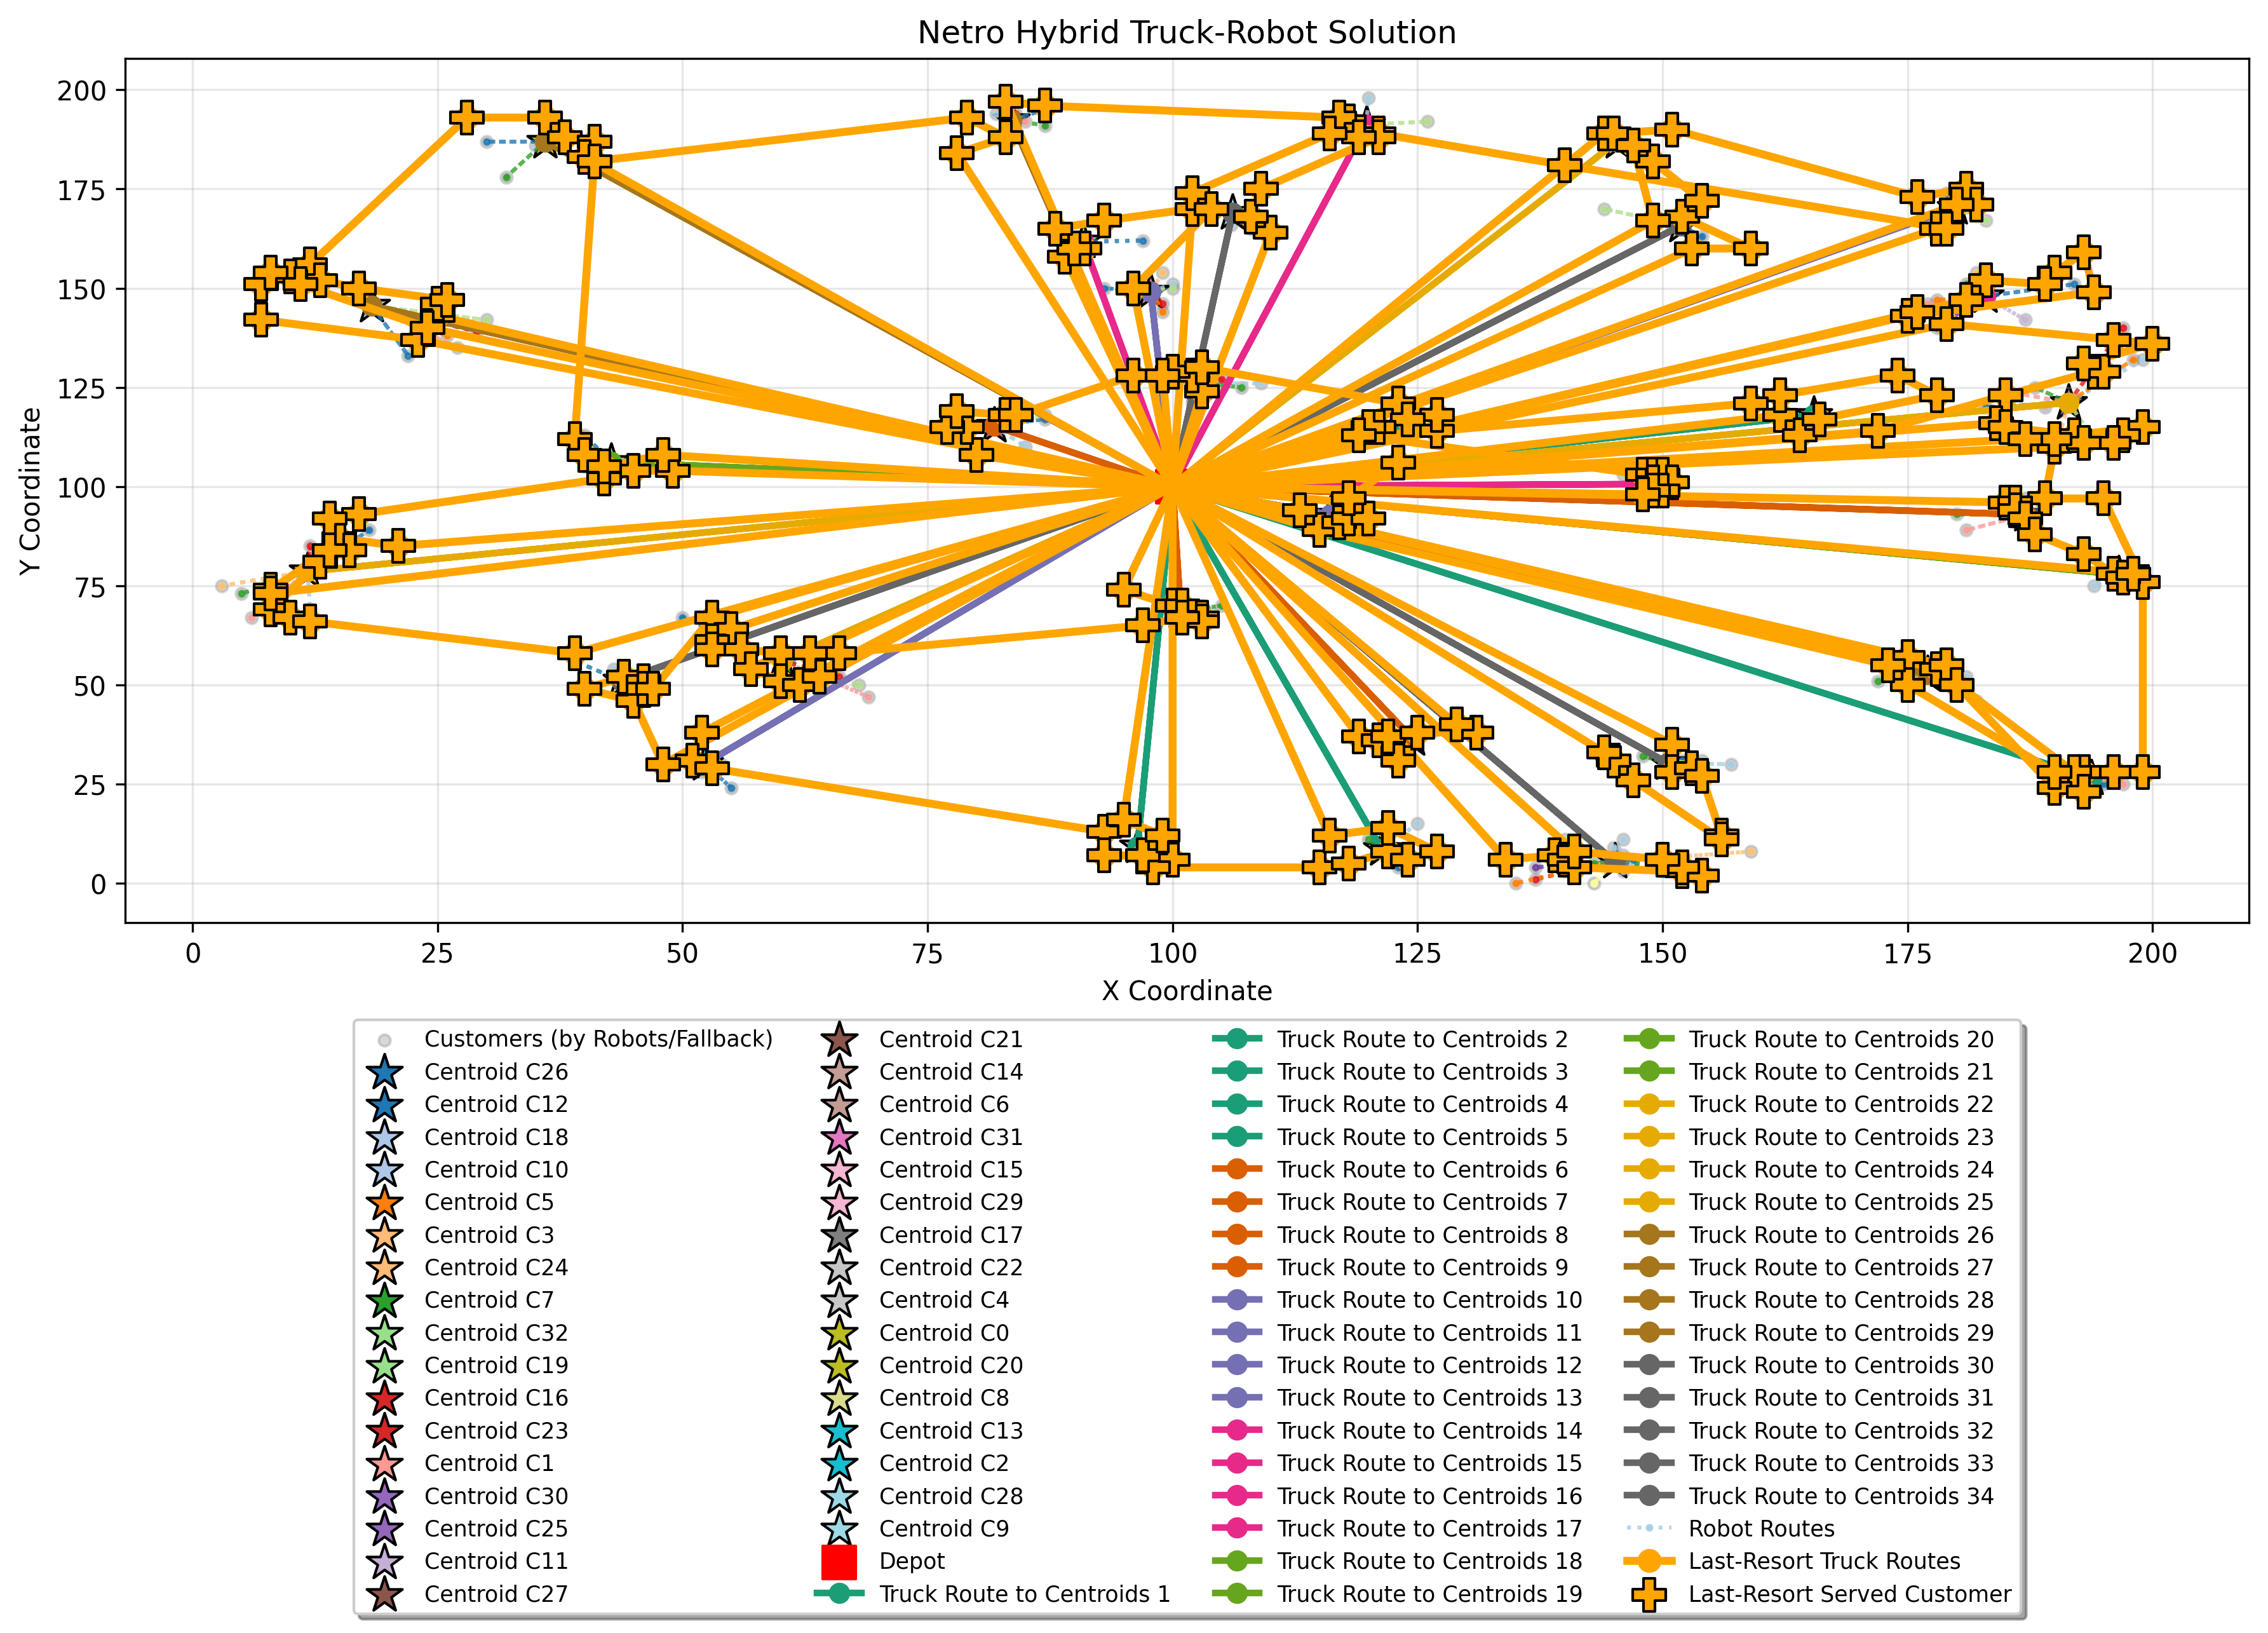 Netro Hybrid Truck-Robot Solution
Y Coordinate
200
175
150
125
100
75
50
25
0
0 25 50 75 100 125 150 175 200
X Coordinate
Customers (by Robots/Fallback)
Centroid C26
Centroid C12
Centroid C18
Centroid C10
Centroid C5
Centroid C3
Centroid C24
Centroid C7
Centroid C32
Centroid C19
Centroid C16
Centroid C23
Centroid C1
Centroid C30
Centroid C25
Centroid C11
Centroid C27
Centroid C21
Centroid C14
Centroid C6
Centroid C31
Centroid C15
Centroid C29
Centroid C17
Centroid C22
Centroid C4
Centroid C0
Centroid C20
Centroid C8
Centroid C13
Centroid C2
Centroid C28
Centroid C9
Depot
Truck Route to Centroids 1
Truck Route to Centroids 2
Truck Route to Centroids 3
Truck Route to Centroids 4
Truck Route to Centroids 5
Truck Route to Centroids 6
Truck Route to Centroids 7
Truck Route to Centroids 8
Truck Route to Centroids 9
Truck Route to Centroids 10
Truck Route to Centroids 11
Truck Route to Centroids 12
Truck Route to Centroids 13
Truck Route to Centroids 14
Truck Route to Centroids 15
Truck Route to Centroids 16
Truck Route to Centroids 17
Truck Route to Centroids 18
Truck Route to Centroids 19
Truck Route to Centroids 20
Truck Route to Centroids 21
Truck Route to Centroids 22
Truck Route to Centroids 23
Truck Route to Centroids 24
Truck Route to Centroids 25
Truck Route to Centroids 26
Truck Route to Centroids 27
Truck Route to Centroids 28
Truck Route to Centroids 29
Truck Route to Centroids 30
Truck Route to Centroids 31
Truck Route to Centroids 32
Truck Route to Centroids 33
Truck Route to Centroids 34
Robot Routes
Last-Resort Truck Routes
Last-Resort Served Customer